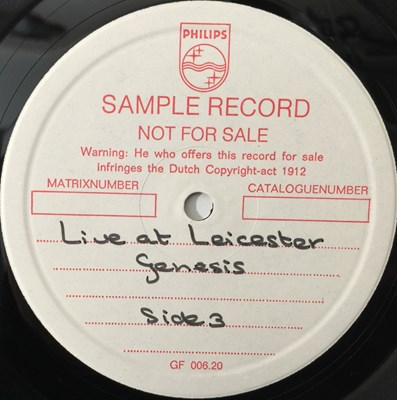 PHILIPS
SAMPLE RECORD
NOT FOR SALE
Warning: He who offers this record for sale
infringes the Dutch Copyright-act 1912
MATRIXNUMBER CATALOGUENUMBER
Live at Leicester
Genesis
Side 3
GF 006.20